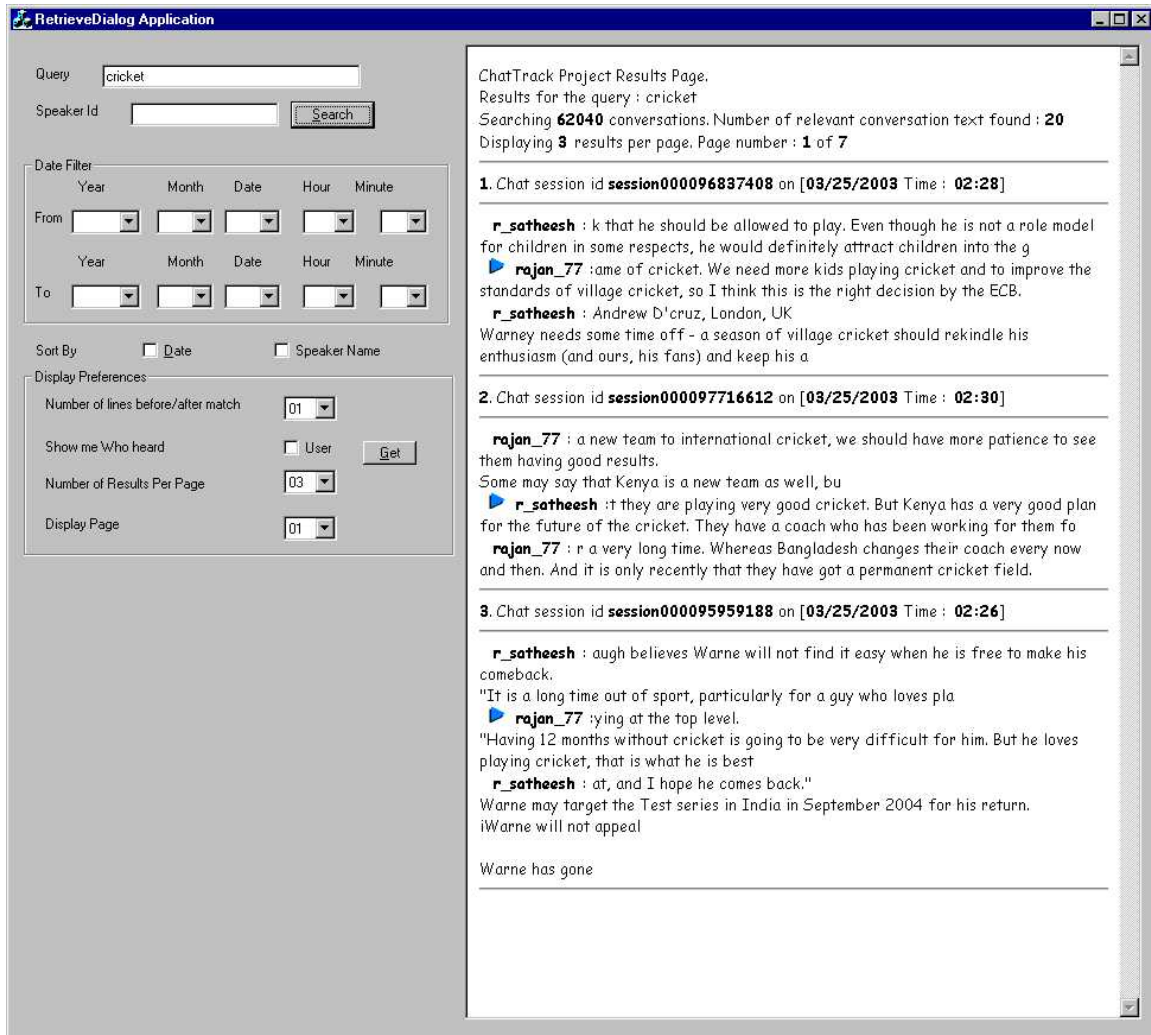 RetrieveDialog Application
Query cricket
Speaker Id Search
Date Filter
Year Month Date Hour Minute
From
Year Month Date Hour Minute
To
Sort By Date Speaker Name
Display Preferences
Number of lines before/after match 01
Show me Who heard User Get
Number of Results Per Page 03
Display Page 01
ChatTrack Project Results Page.
Results for the query : cricket
Searching 62040 conversations. Number of relevant conversation text found : 20
Displaying 3 results per page. Page number : 1 of 7
1. Chat session id session000096837408 on [03/25/2003 Time : 02:28]
r_satheesh : k that he should be allowed to play. Even though he is not a role model
for children in some respects, he would definitely attract children into the g
rajan_77 :ame of cricket. We need more kids playing cricket and to improve the
standards of village cricket, so I think this is the right decision by the ECB.
r_satheesh : Andrew D'cruz, London, UK
Warney needs some time off - a season of village cricket should rekindle his
enthusiasm (and ours, his fans) and keep his a
2. Chat session id session000097716612 on [03/25/2003 Time : 02:30]
rajan_77 : a new team to international cricket, we should have more patience to see
them having good results.
Some may say that Kenya is a new team as well, bu
r_satheesh :t they are playing very good cricket. But Kenya has a very good plan
for the future of the cricket. They have a coach who has been working for them fo
rajan_77 : r a very long time. Whereas Bangladesh changes their coach every now
and then. And it is only recently that they have got a permanent cricket field.
3. Chat session id session000095959188 on [03/25/2003 Time : 02:26]
r_satheesh : augh believes Warne will not find it easy when he is free to make his
comeback.
"It is a long time out of sport, particularly for a guy who loves pla
rajan_77 :ying at the top level.
"Having 12 months without cricket is going to be very difficult for him. But he loves
playing cricket, that is what he is best
r_satheesh : at, and I hope he comes back."
Warne may target the Test series in India in September 2004 for his return.
iWarne will not appeal
Warne has gone